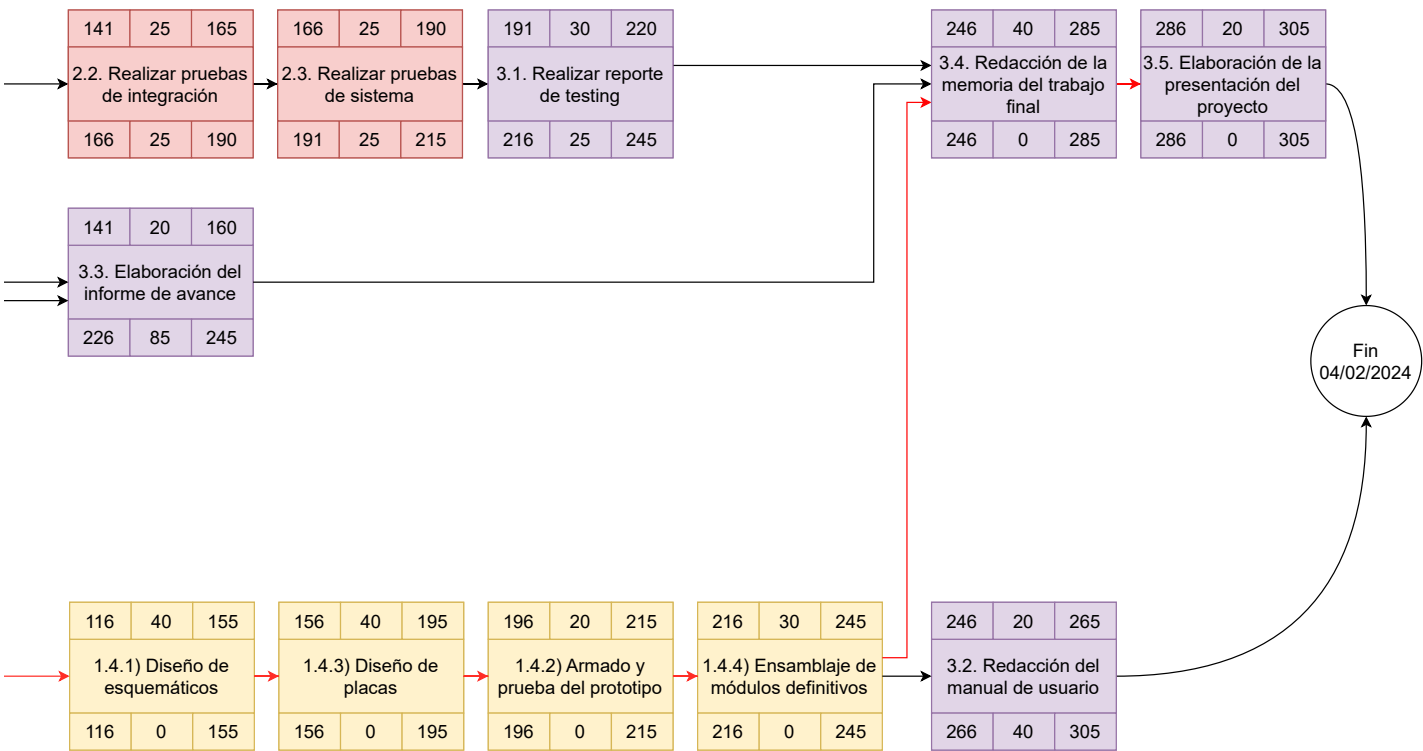 141 25 165
2.2. Realizar pruebas
de integración
166 25 190
166 25 190
2.3. Realizar pruebas
de sistema
191 25 215
191 30 220
3.1. Realizar reporte
de testing
216 25 245
246 40 285
3.4. Redacción de la
memoria del trabajo
final
246 0 285
286 20 305
3.5. Elaboración de la
presentación del
proyecto
286 0 305
141 20 160
3.3. Elaboración del
informe de avance
226 85 245
Fin
04/02/2024
116 40 155
1.4.1) Diseño de
esquemáticos
116 0 155
156 40 195
1.4.3) Diseño de
placas
156 0 195
196 20 215
1.4.2) Armado y
prueba del prototipo
196 0 215
216 30 245
1.4.4) Ensamblaje de
módulos definitivos
216 0 245
246 20 265
3.2. Redacción del
manual de usuario
266 40 305